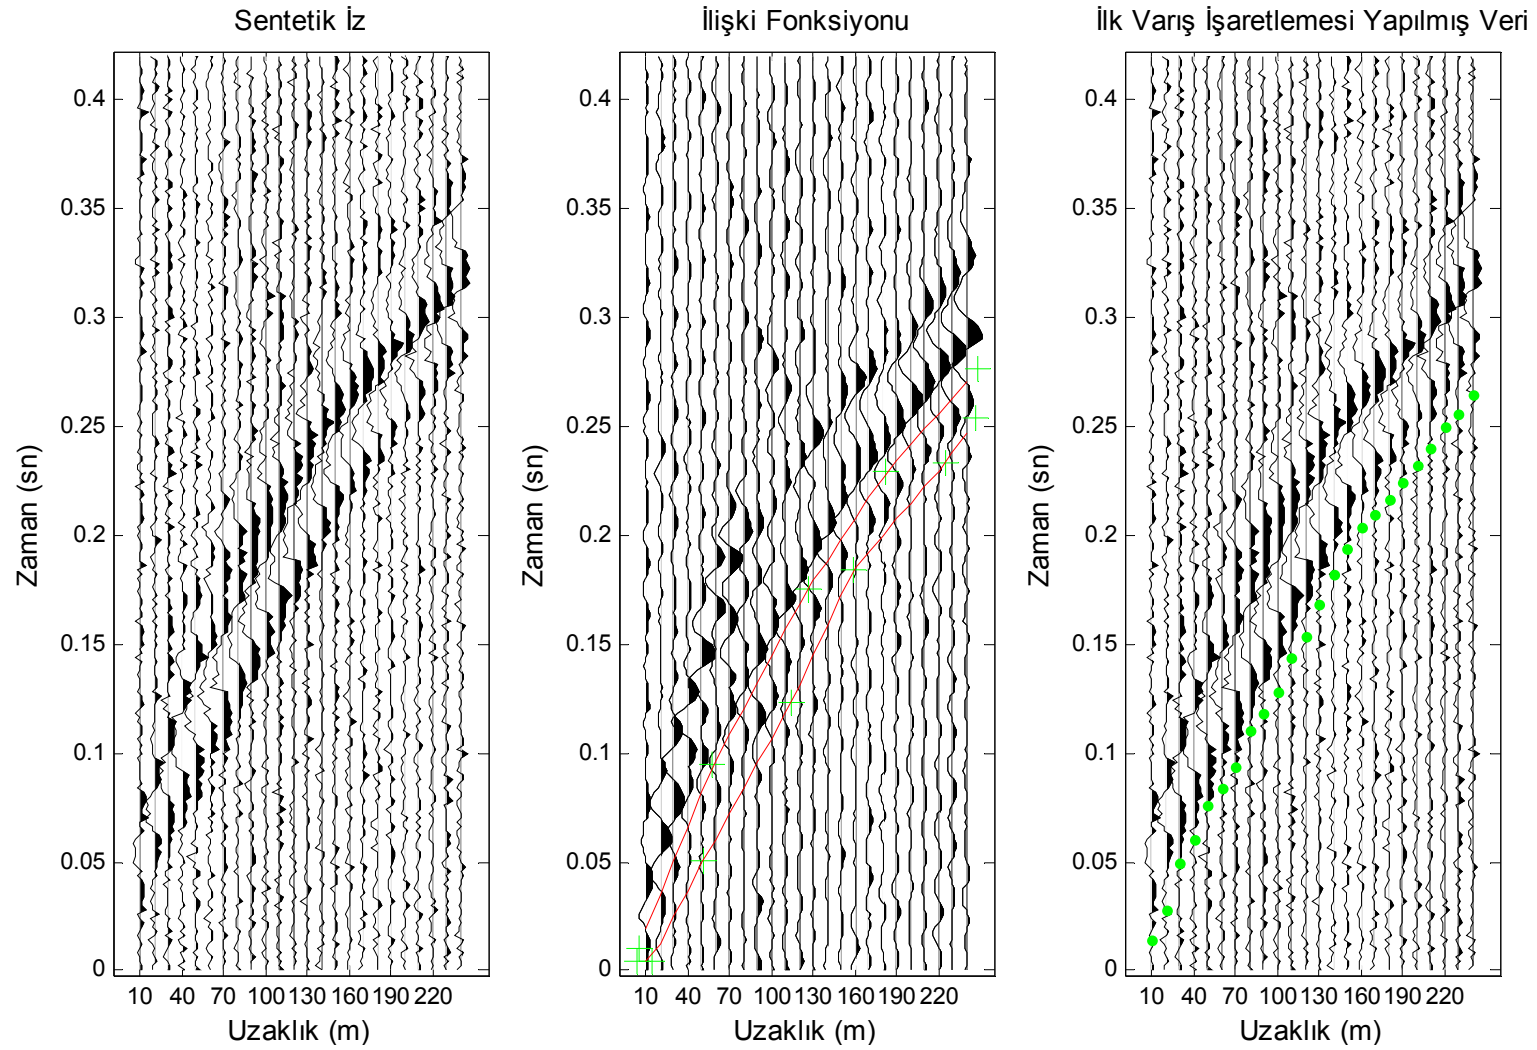 Sentetik İz
İlişki Fonksiyonu
İlk Varış İşaretlemesi Yapılmış Veri
Zaman (sn)
0.4
0.35
0.3
0.25
0.2
0.15
0.1
0.05
0
10 40 70 100 130 160 190 220
Uzaklık (m)
Zaman (sn)
0.4
0.35
0.3
0.25
0.2
0.15
0.1
0.05
0
10 40 70 100 130 160 190 220
Uzaklık (m)
Zaman (sn)
0.4
0.35
0.3
0.25
0.2
0.15
0.1
0.05
0
10 40 70 100 130 160 190 220
Uzaklık (m)